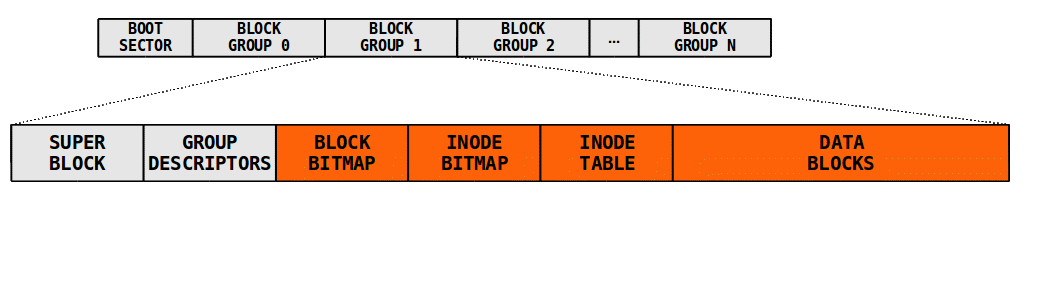 BOOT SECTOR
BLOCK GROUP 0
BLOCK GROUP 1
BLOCK GROUP 2
...
BLOCK GROUP N
SUPER BLOCK
GROUP DESCRIPTORS
BLOCK BITMAP
INODE BITMAP
INODE TABLE
DATA BLOCKS